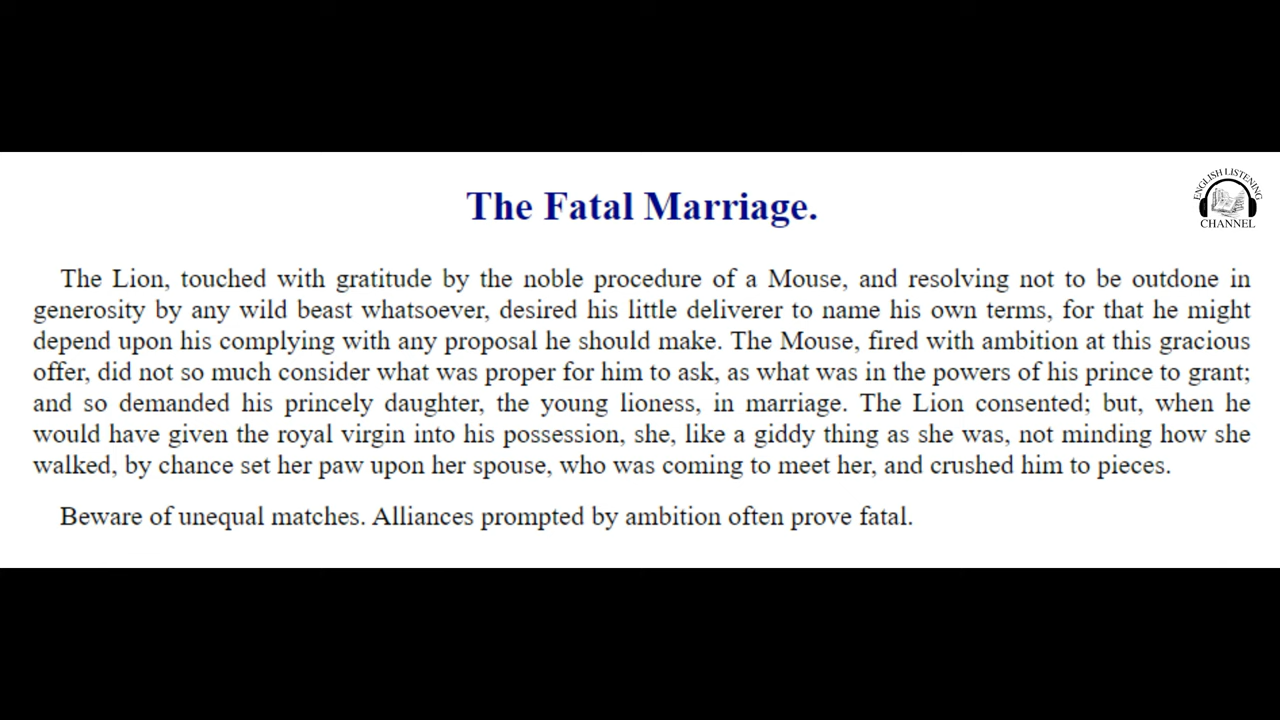 The Fatal Marriage.
ENGLISH LISTENING
CHANNEL
The Lion, touched with gratitude by the noble procedure of a Mouse, and resolving not to be outdone in
generosity by any wild beast whatsoever, desired his little deliverer to name his own terms, for that he might
depend upon his complying with any proposal he should make. The Mouse, fired with ambition at this gracious
offer, did not so much consider what was proper for him to ask, as what was in the powers of his prince to grant;
and so demanded his princely daughter, the young lioness, in marriage. The Lion consented; but, when he
would have given the royal virgin into his possession, she, like a giddy thing as she was, not minding how she
walked, by chance set her paw upon her spouse, who was coming to meet her, and crushed him to pieces.
Beware of unequal matches. Alliances prompted by ambition often prove fatal.